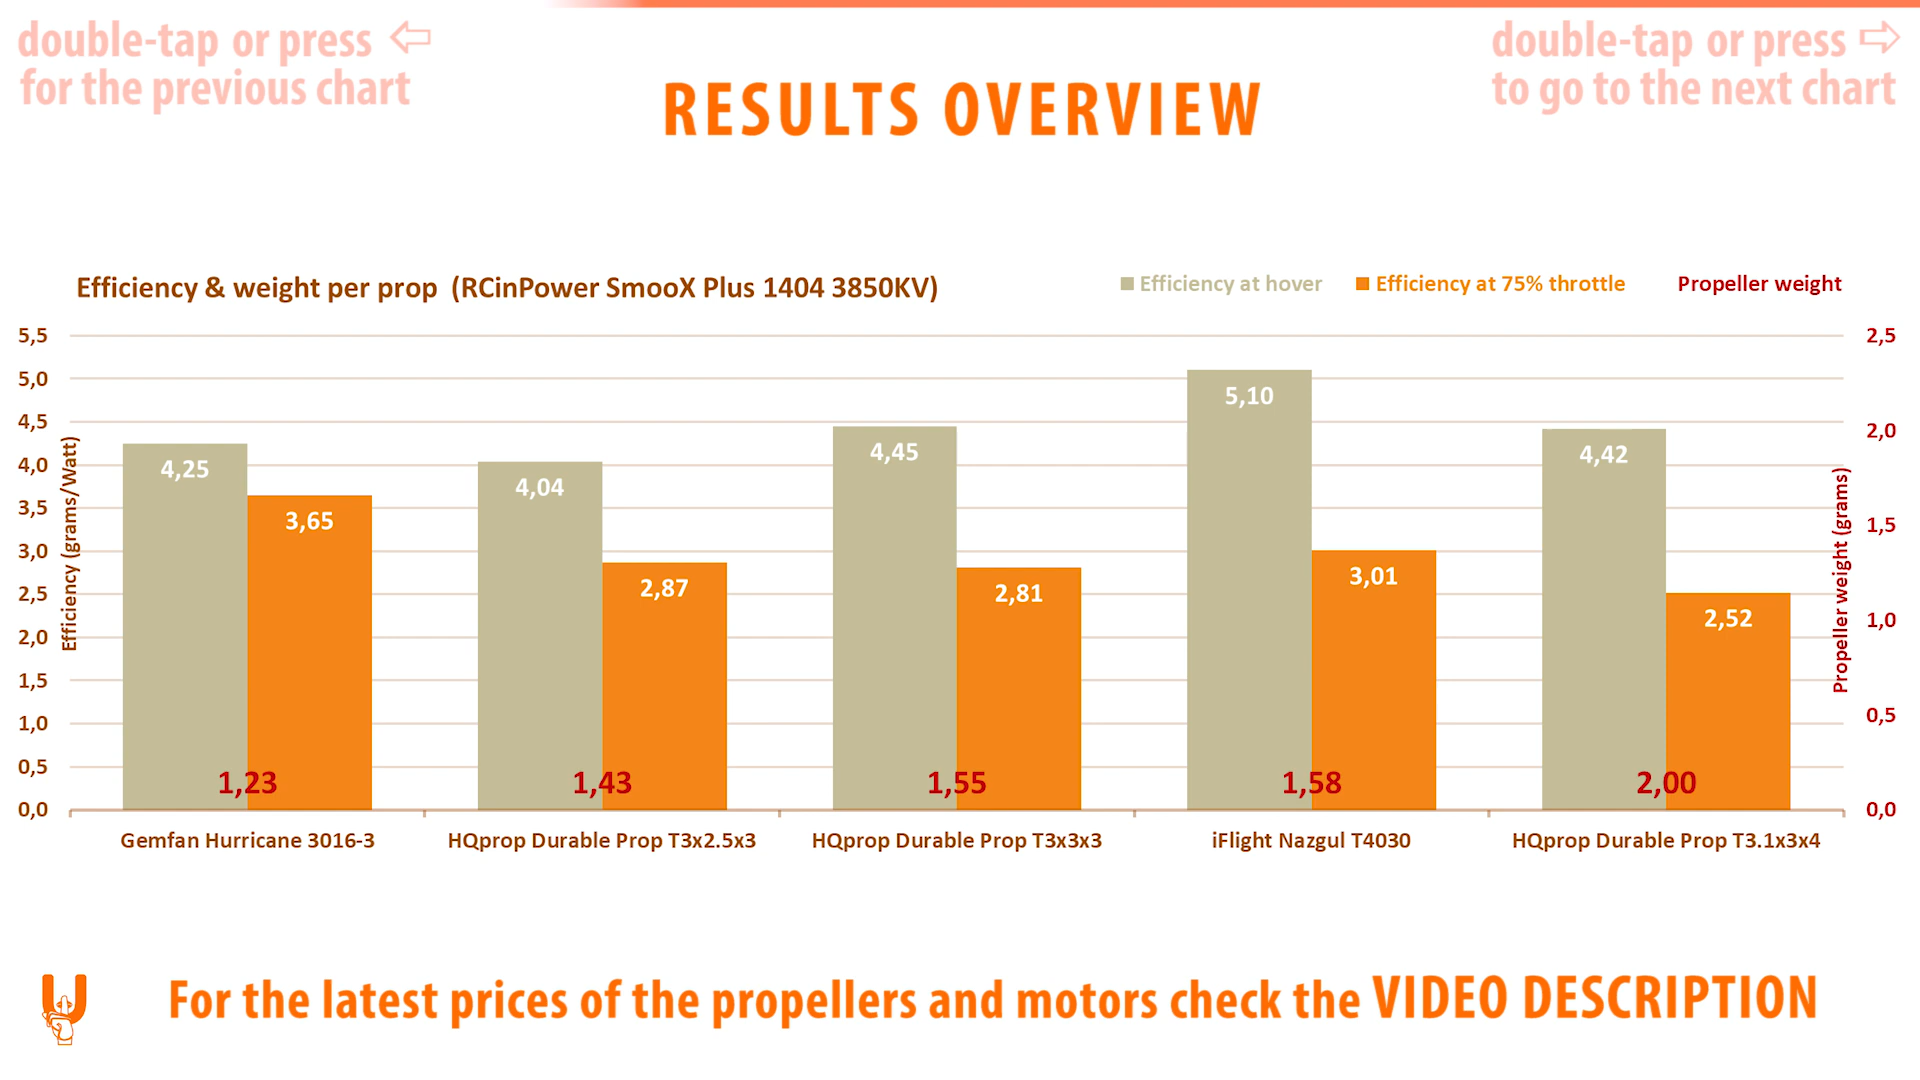 double-tap or press ⇦
for the previous chart
double-tap or press ⇨
to go to the next chart
RESULTS OVERVIEW
Efficiency & weight per prop (RCinPower SmooX Plus 1404 3850KV)
Efficiency at hover
Efficiency at 75% throttle
Propeller weight
Efficiency (grams/Watt)
5,5
5,0
4,5
4,0
3,5
3,0
2,5
2,0
1,5
1,0
0,5
0,0
4,25
3,65
1,23
4,04
2,87
1,43
4,45
2,81
1,55
5,10
3,01
1,58
4,42
2,52
2,00
2,5
2,0
1,5
1,0
0,5
0,0
Propeller weight (grams)
Gemfan Hurricane 3016-3
HQprop Durable Prop T3x2.5x3
HQprop Durable Prop T3x3x3
iFlight Nazgul T4030
HQprop Durable Prop T3.1x3x4
For the latest prices of the propellers and motors check the VIDEO DESCRIPTION